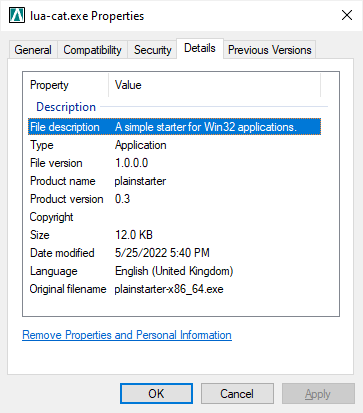 lua-cat.exe Properties
General Compatibility Security Details Previous Versions
Property Value
Description
File description A simple starter for Win32 applications.
Type Application
File version 1.0.0.0
Product name plainstarter
Product version 0.3
Copyright
Size 12.0 KB
Date modified 5/25/2022 5:40 PM
Language English (United Kingdom)
Original filename plainstarter-x86_64.exe
Remove Properties and Personal Information
OK Cancel Apply